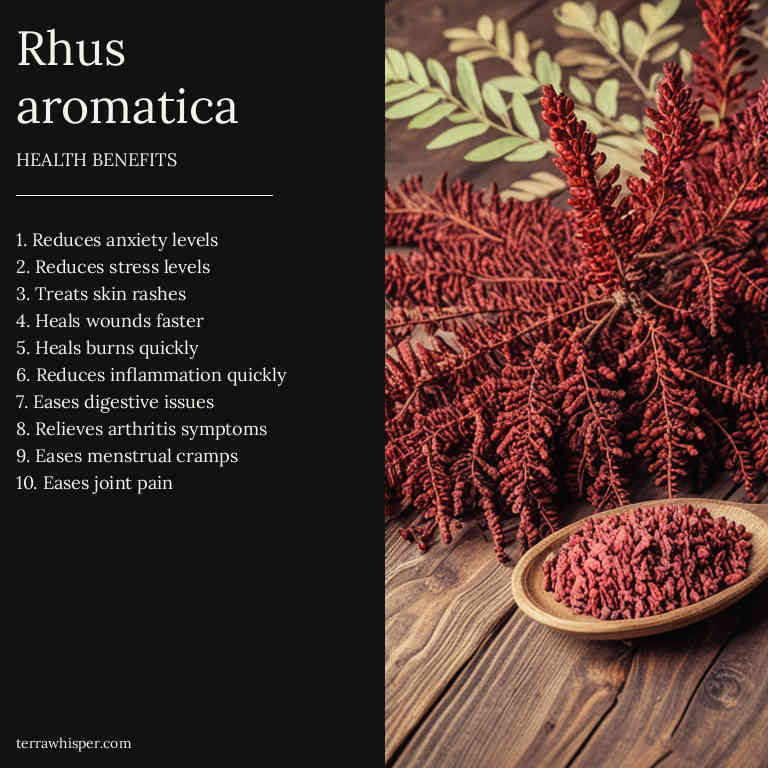 Rhus
aromatica
HEALTH BENEFITS
1. Reduces anxiety levels
2. Reduces stress levels
3. Treats skin rashes
4. Heals wounds faster
5. Heals burns quickly
6. Reduces inflammation quickly
7. Eases digestive issues
8. Relieves arthritis symptoms
9. Eases menstrual cramps
10. Eases joint pain
terrawhisper.com